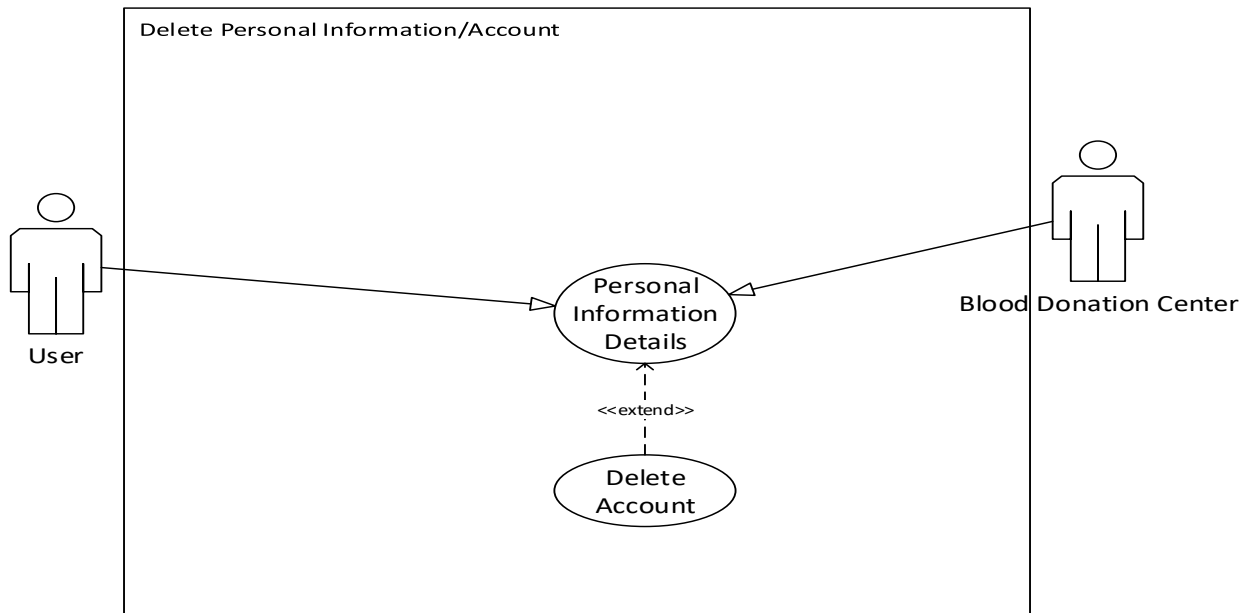 Delete Personal Information/Account
Personal
Information
Details
User
Blood Donation Center
<<extend>>
Delete
Account